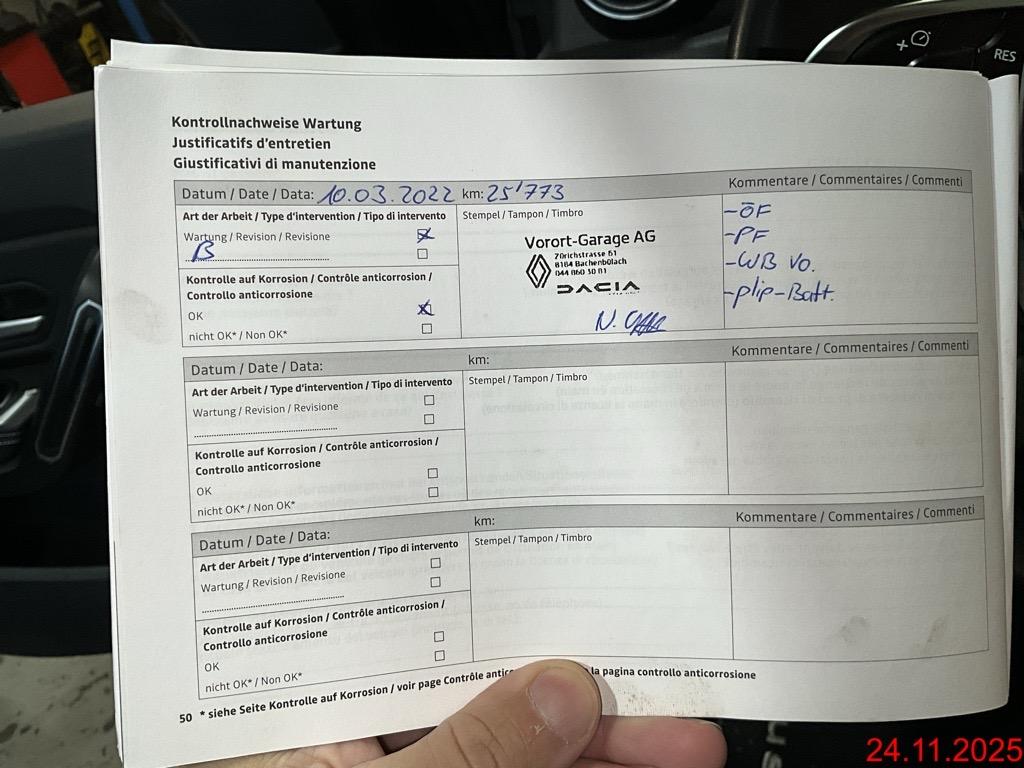 RES
Kontrollnachweise Wartung
Justificatifs d'entretien
Giustificativi di manutenzione
Datum / Date / Data: 10.03.2022 km: 25'773
Kommentare / Commentaires / Commenti
Art der Arbeit / Type d'intervention / Tipo di intervento
Wartung / Revision / Revisione
B
Kontrolle auf Korrosion / Contrôle anticorrosion /
Controllo anticorrosione
OK
nicht OK* / Non OK*
Stempel / Tampon / Timbro
Vorort-Garage AG
Zürichstrasse 61
8184 Bachenbülach
044 860 50 01
DACIA
N.
-ÖF
-PF
-WB VO.
-plip-Batt.
Datum / Date / Data:
km:
Kommentare / Commentaires / Commenti
Art der Arbeit / Type d'intervention / Tipo di intervento
Wartung / Revision / Revisione
Kontrolle auf Korrosion / Contrôle anticorrosion /
Controllo anticorrosione
OK
nicht OK* / Non OK*
Stempel / Tampon / Timbro
Datum / Date / Data:
km:
Kommentare / Commentaires / Commenti
Art der Arbeit / Type d'intervention / Tipo di intervento
Wartung / Revision / Revisione
Kontrolle auf Korrosion / Contrôle anticorrosion /
Controllo anticorrosione
OK
nicht OK* / Non OK*
Stempel / Tampon / Timbro
50 * siehe Seite Kontrolle auf Korrosion / voir page Contrôle antic la pagina controllo anticorrosione
24.11.2025